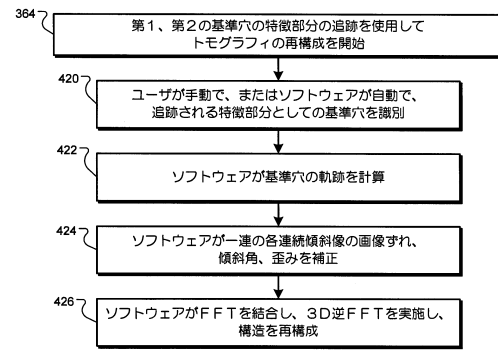 364
第1、第2の基準穴の特徴部分の追跡を使用して
トモグラフィの再構成を開始
420
ユーザが手動で、またはソフトウェアが自動で、
追跡される特徴部分としての基準穴を識別
422
ソフトウェアが基準穴の軌跡を計算
424
ソフトウェアが一連の各連続傾斜像の画像ずれ、
傾斜角、歪みを補正
426
ソフトウェアがFFTを結合し、3D逆FFTを実施し、
構造を再構成